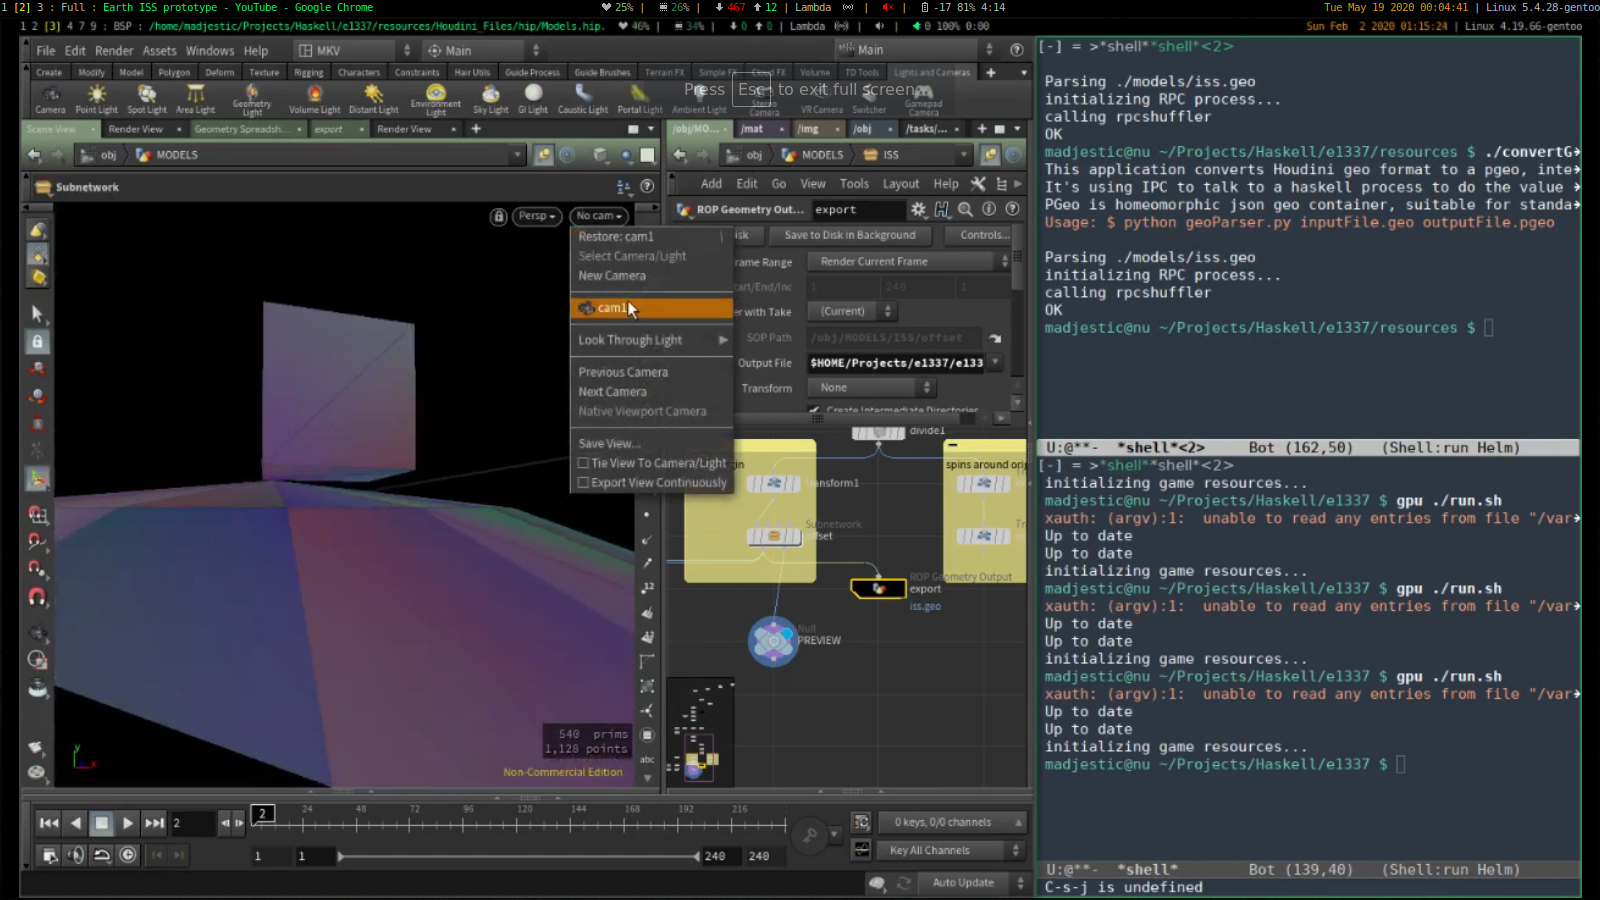 1 [2] 3 : Full : Earth ISS prototype - YouTube - Google Chrome
25% | 26% | 467 12 | Lambda | | -17 81% 4:14
Tue May 19 2020 00:04:41 | Linux 5.4.28-gentoo
1 2 [3] 4 7 9 : BSP : /home/madjestic/Projects/Haskell/e1337/resources/Houdini_Files/hip/Models.hip.
46% | 34% | 0 0 | Lambda | | 0 100% 0:00
Sun Feb 2 2020 01:15:24 | Linux 4.19.66-gentoo
File Edit Render Assets Windows Help
MKV
Main
Main
Create Modify Model Polygon Deform Texture Rigging Characters Constraints Hair Utils Guide Process Guide Brushes Terrain FX Simple FX Cloud FX Volume TD Tools Lights and Cameras
Press Esc to exit full screen
Camera Point Light Spot Light Area Light Geometry Light Volume Light Distant Light Environment Light Sky Light GI Light Caustic Light Portal Light Ambient Light Stereo Camera VR Camera Switcher Gamepad Camera
Scene View Render View Geometry Spreadsh... export Render View
/obj/MO... /mat /img /obj /tasks/...
obj MODELS
obj MODELS ISS
Subnetwork
Add Edit Go View Tools Layout Help
ROP Geometry Out... export
Persp No cam
Restore: cam1 \
Select Camera/Light
New Camera
cam1
Look Through Light
Previous Camera
Next Camera
Native Viewport Camera
Save View...
Tie View To Camera/Light
Export View Continuously
isk Save to Disk in Background Controls...
rame Range Render Current Frame
tart/End/Inc 1 240 1
er with Take (Current)
SOP Path /obj/MODELS/ISS/offset
Output File $HOME/Projects/e1337/e133
Transform None
Create Intermediate Directories
divide1
gin
spins around ori
transform1
Subnetwork
offset
ROP Geometry Output
export
iss.geo
Null
PREVIEW
540 prims
1,128 points
Non-Commercial Edition
y
x
12
abc
2
2 24 48 72 96 120 144 168 192 216
1 1 240 240
0 keys, 0/0 channels
Key All Channels
Auto Update
[-] = >*shell**shell*<2>
Parsing ./models/iss.geo
initializing RPC process...
calling rpcshuffler
OK
madjestic@nu ~/Projects/Haskell/e1337/resources $ ./convertG
This application converts Houdini geo format to a pgeo, inte
It's using IPC to talk to a haskell process to do the value
PGeo is homeomorphic json geo container, suitable for standa
Usage: $ python geoParser.py inputFile.geo outputFile.pgeo
Parsing ./models/iss.geo
initializing RPC process...
calling rpcshuffler
OK
madjestic@nu ~/Projects/Haskell/e1337/resources $
U:@**- *shell*<2> Bot (162,50) (Shell:run Helm)
[-] = >*shell**shell*<2>
initializing game resources...
madjestic@nu ~/Projects/Haskell/e1337 $ gpu ./run.sh
xauth: (argv):1: unable to read any entries from file "/var
Up to date
Up to date
initializing game resources...
madjestic@nu ~/Projects/Haskell/e1337 $ gpu ./run.sh
xauth: (argv):1: unable to read any entries from file "/var
Up to date
Up to date
initializing game resources...
madjestic@nu ~/Projects/Haskell/e1337 $ gpu ./run.sh
xauth: (argv):1: unable to read any entries from file "/var
Up to date
Up to date
initializing game resources...
madjestic@nu ~/Projects/Haskell/e1337 $
U:@**- *shell* Bot (139,40) (Shell:run Helm)
C-s-j is undefined